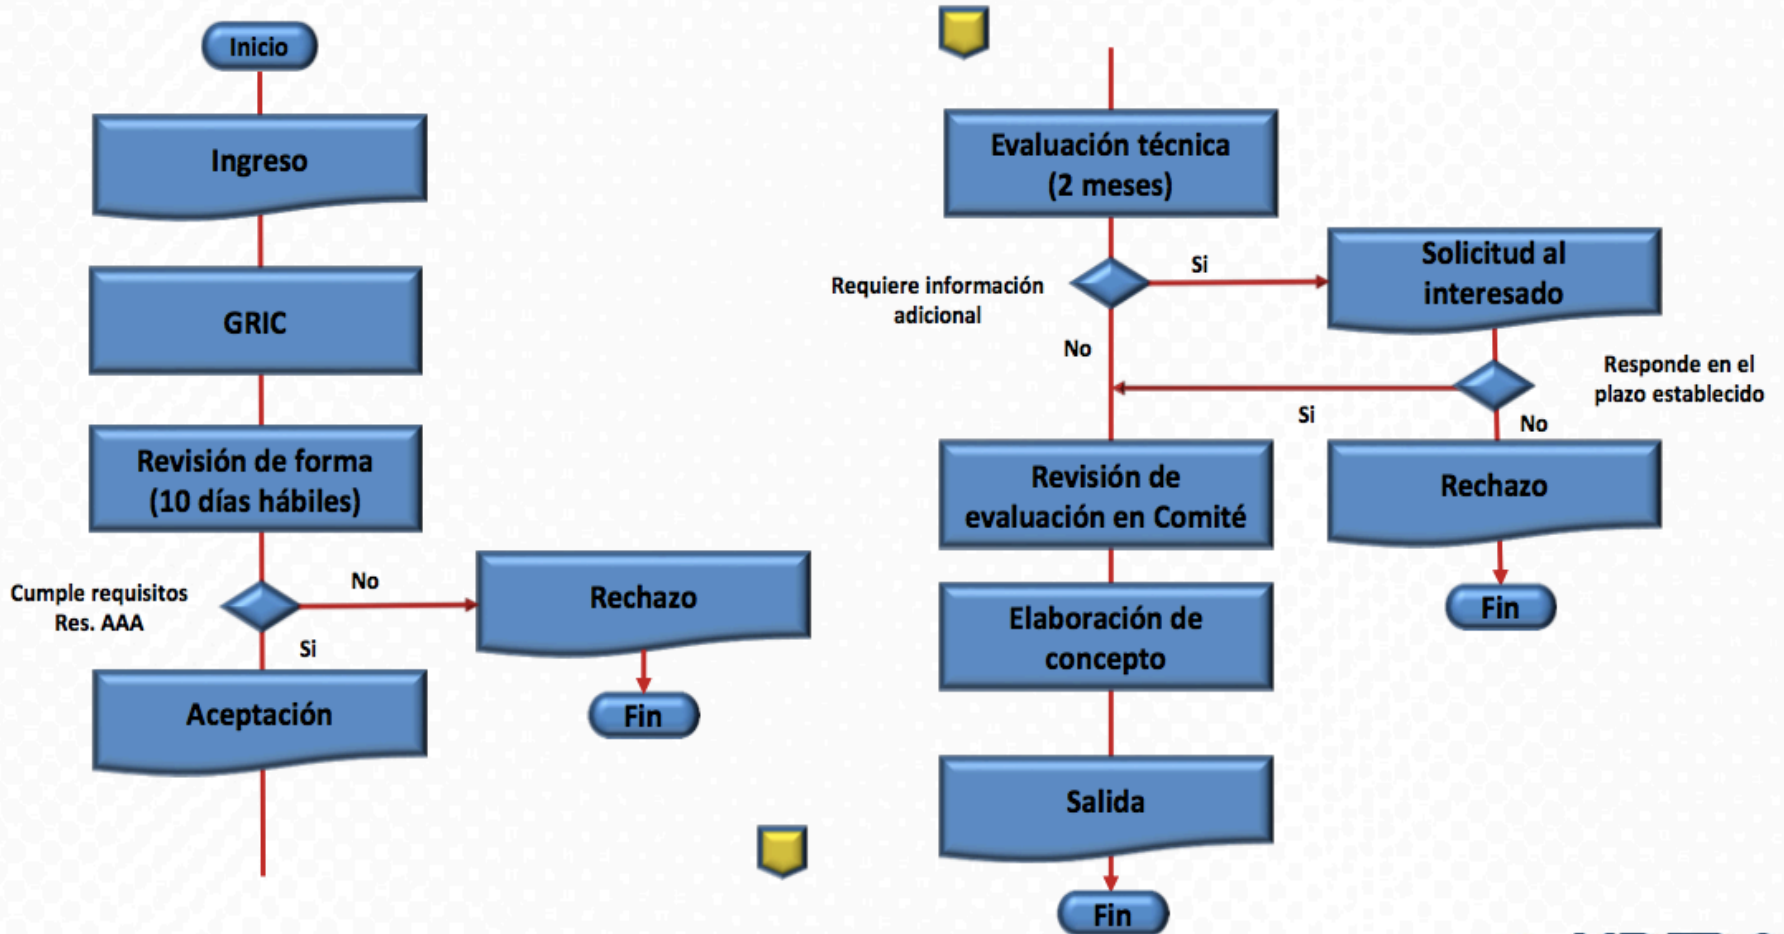 Inicio
Ingreso
GRIC
Revisión de forma
(10 días hábiles)
Cumple requisitos
Res. AAA
No
Rechazo
Si
Fin
Aceptación
Evaluación técnica
(2 meses)
Requiere información
adicional
Si
Solicitud al
interesado
No
Responde en el
plazo establecido
Si
No
Revisión de
evaluación en Comité
Rechazo
Fin
Elaboración de
concepto
Salida
Fin